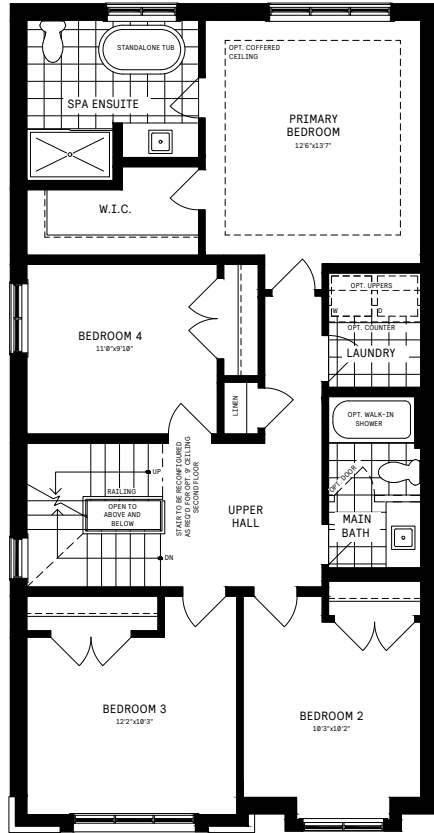 STANDALONE TUB
SPA ENSUITE
OPT. COFFERED
CEILING
PRIMARY
BEDROOM
12'6"x13'7"
W.I.C.
BEDROOM 4
11'0"x9'10"
OPT. UPPERS
W
D
OPT. COUNTER
LAUNDRY
LINEN
OPT. WALK-IN
SHOWER
OPT. DOOR
MAIN
BATH
UP
RAILING
OPEN TO
ABOVE AND
BELOW
DN
STAIR TO BE RECONFIGURED
AS REQ'D FOR OPT. 9' CEILING
SECOND FLOOR
UPPER
HALL
BEDROOM 3
12'2"x10'3"
BEDROOM 2
10'3"x10'2"